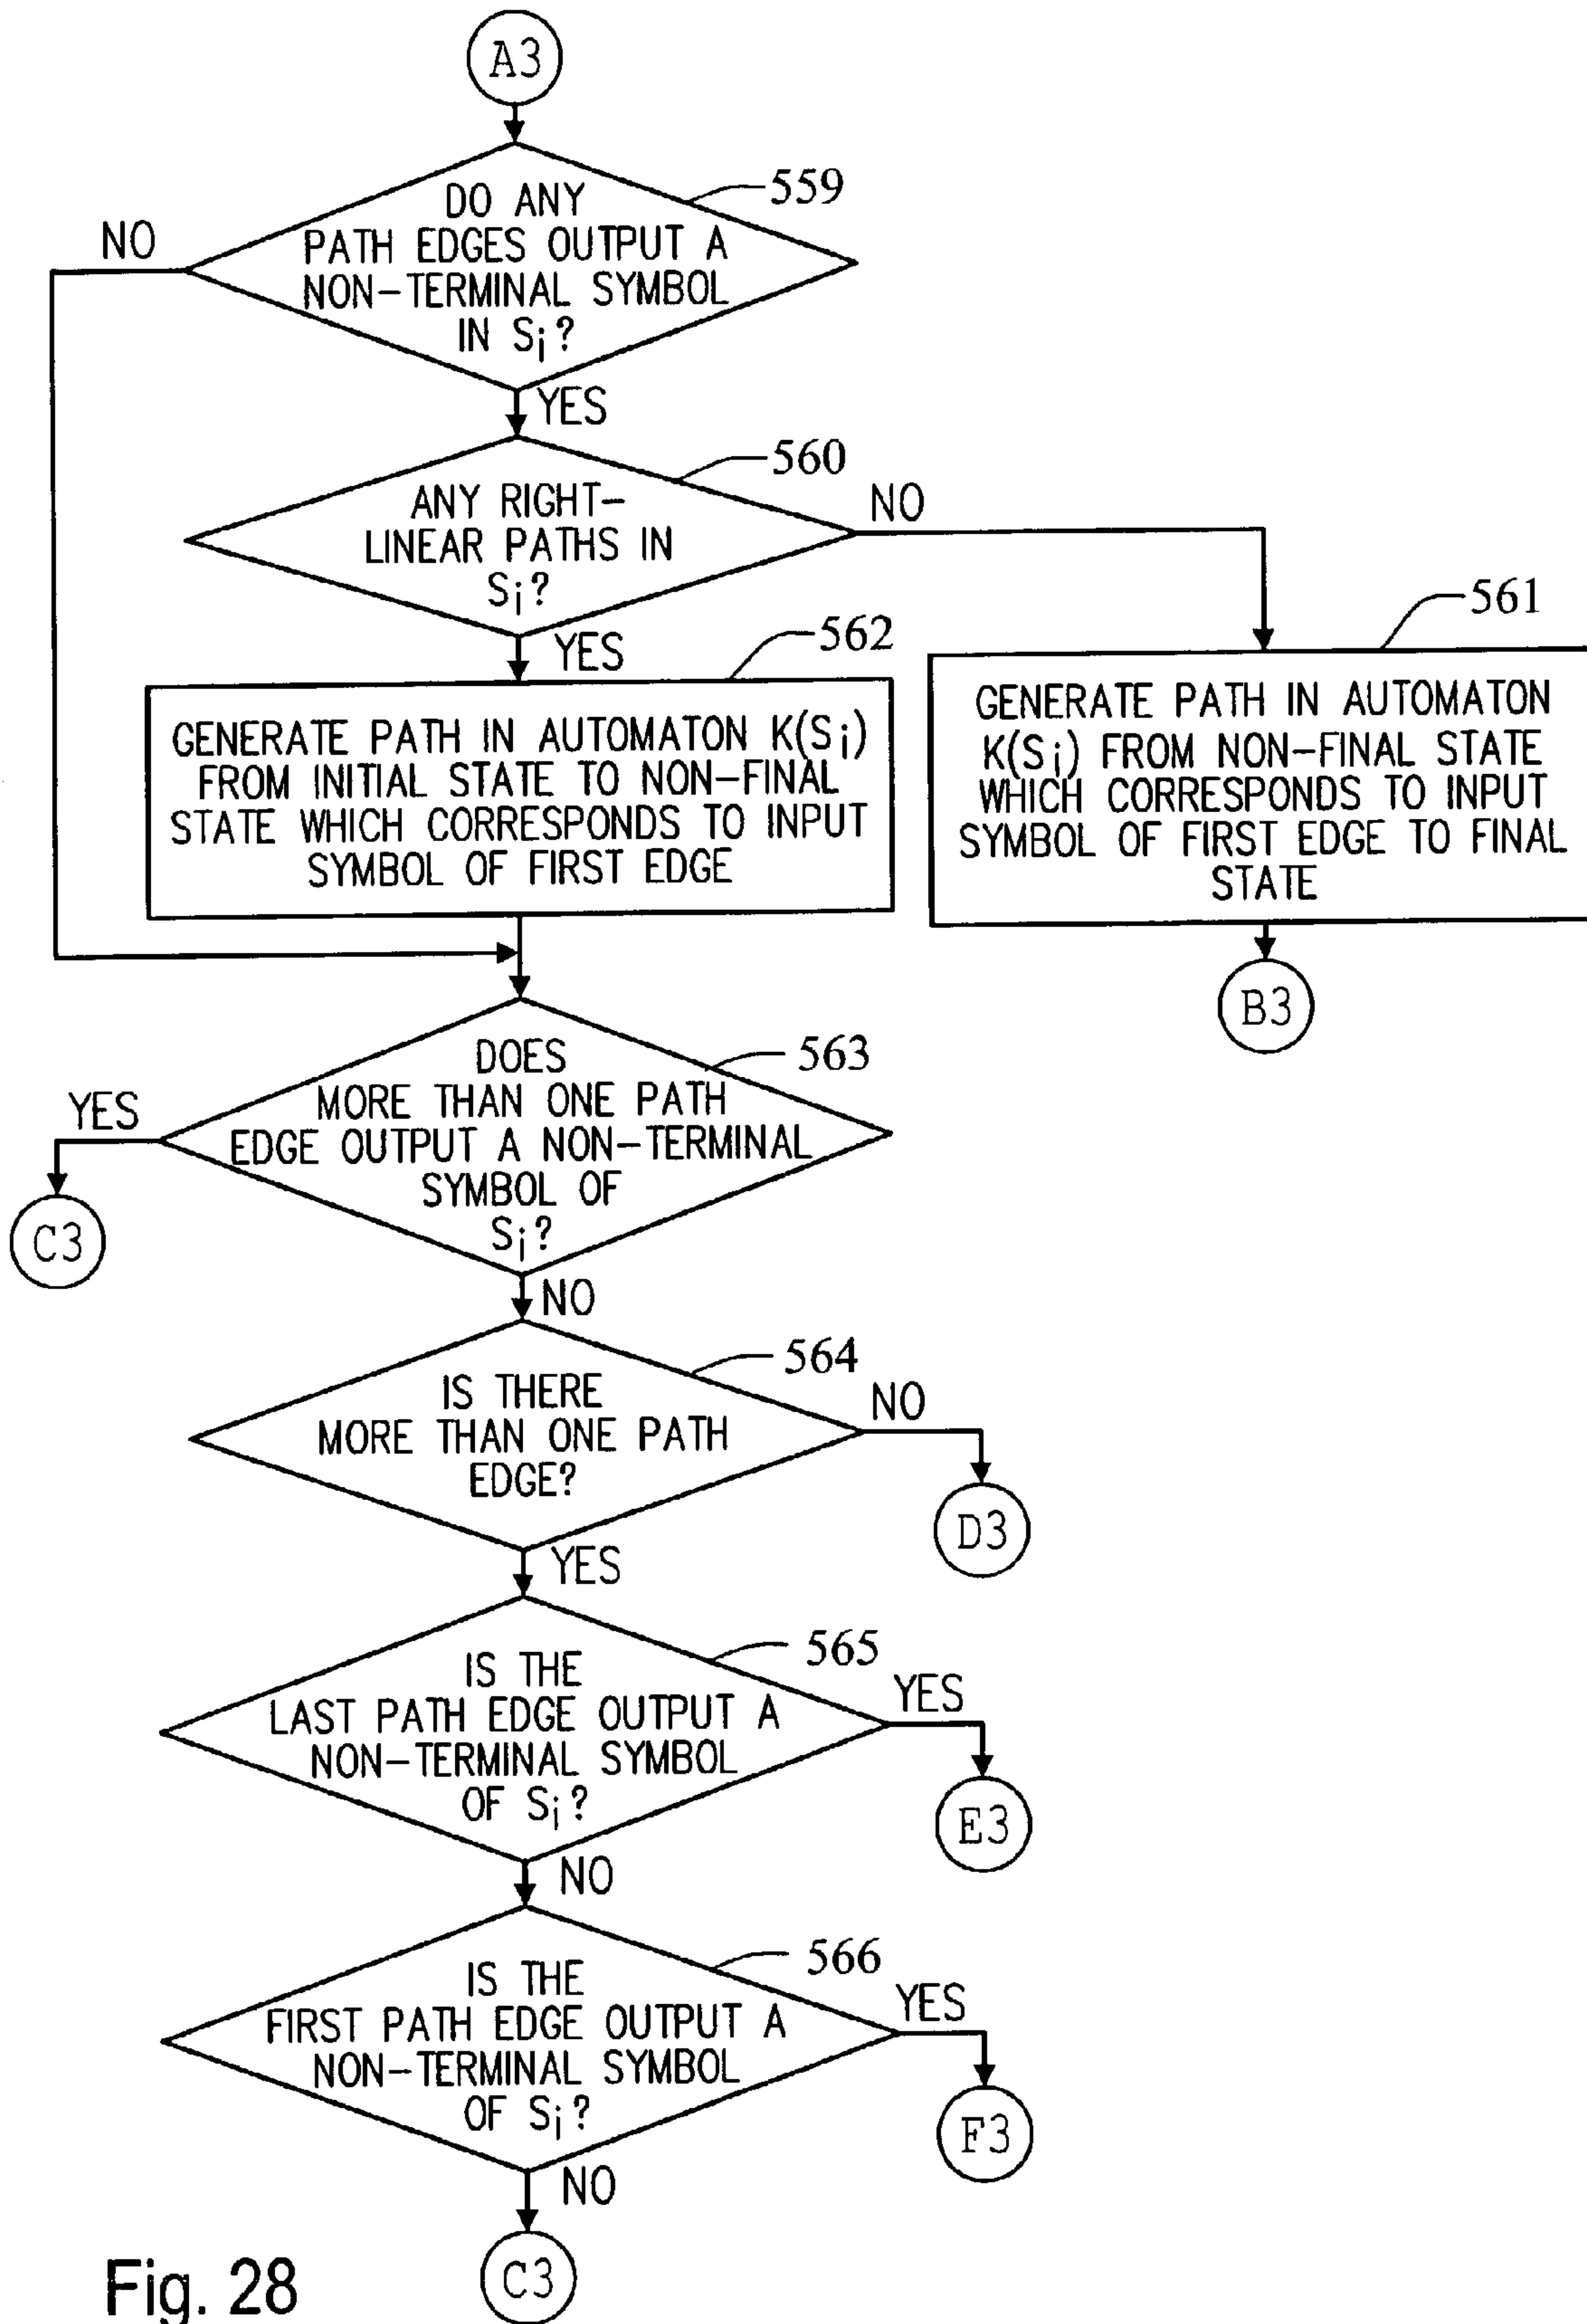 A3
559
DO ANY
PATH EDGES OUTPUT A
NON-TERMINAL SYMBOL
IN Si?
NO
YES
560
ANY RIGHT-
LINEAR PATHS IN
Si?
NO
YES
562
GENERATE PATH IN AUTOMATON K(Si)
FROM INITIAL STATE TO NON-FINAL
STATE WHICH CORRESPONDS TO INPUT
SYMBOL OF FIRST EDGE
561
GENERATE PATH IN AUTOMATON
K(Si) FROM NON-FINAL STATE
WHICH CORRESPONDS TO INPUT
SYMBOL OF FIRST EDGE TO FINAL
STATE
B3
563
DOES
MORE THAN ONE PATH
EDGE OUTPUT A NON-TERMINAL
SYMBOL OF
Si?
YES
C3
NO
564
IS THERE
MORE THAN ONE PATH
EDGE?
NO
D3
YES
565
IS THE
LAST PATH EDGE OUTPUT A
NON-TERMINAL SYMBOL
OF Si?
YES
E3
NO
566
IS THE
FIRST PATH EDGE OUTPUT A
NON-TERMINAL SYMBOL
OF Si?
YES
F3
NO
C3
Fig. 28